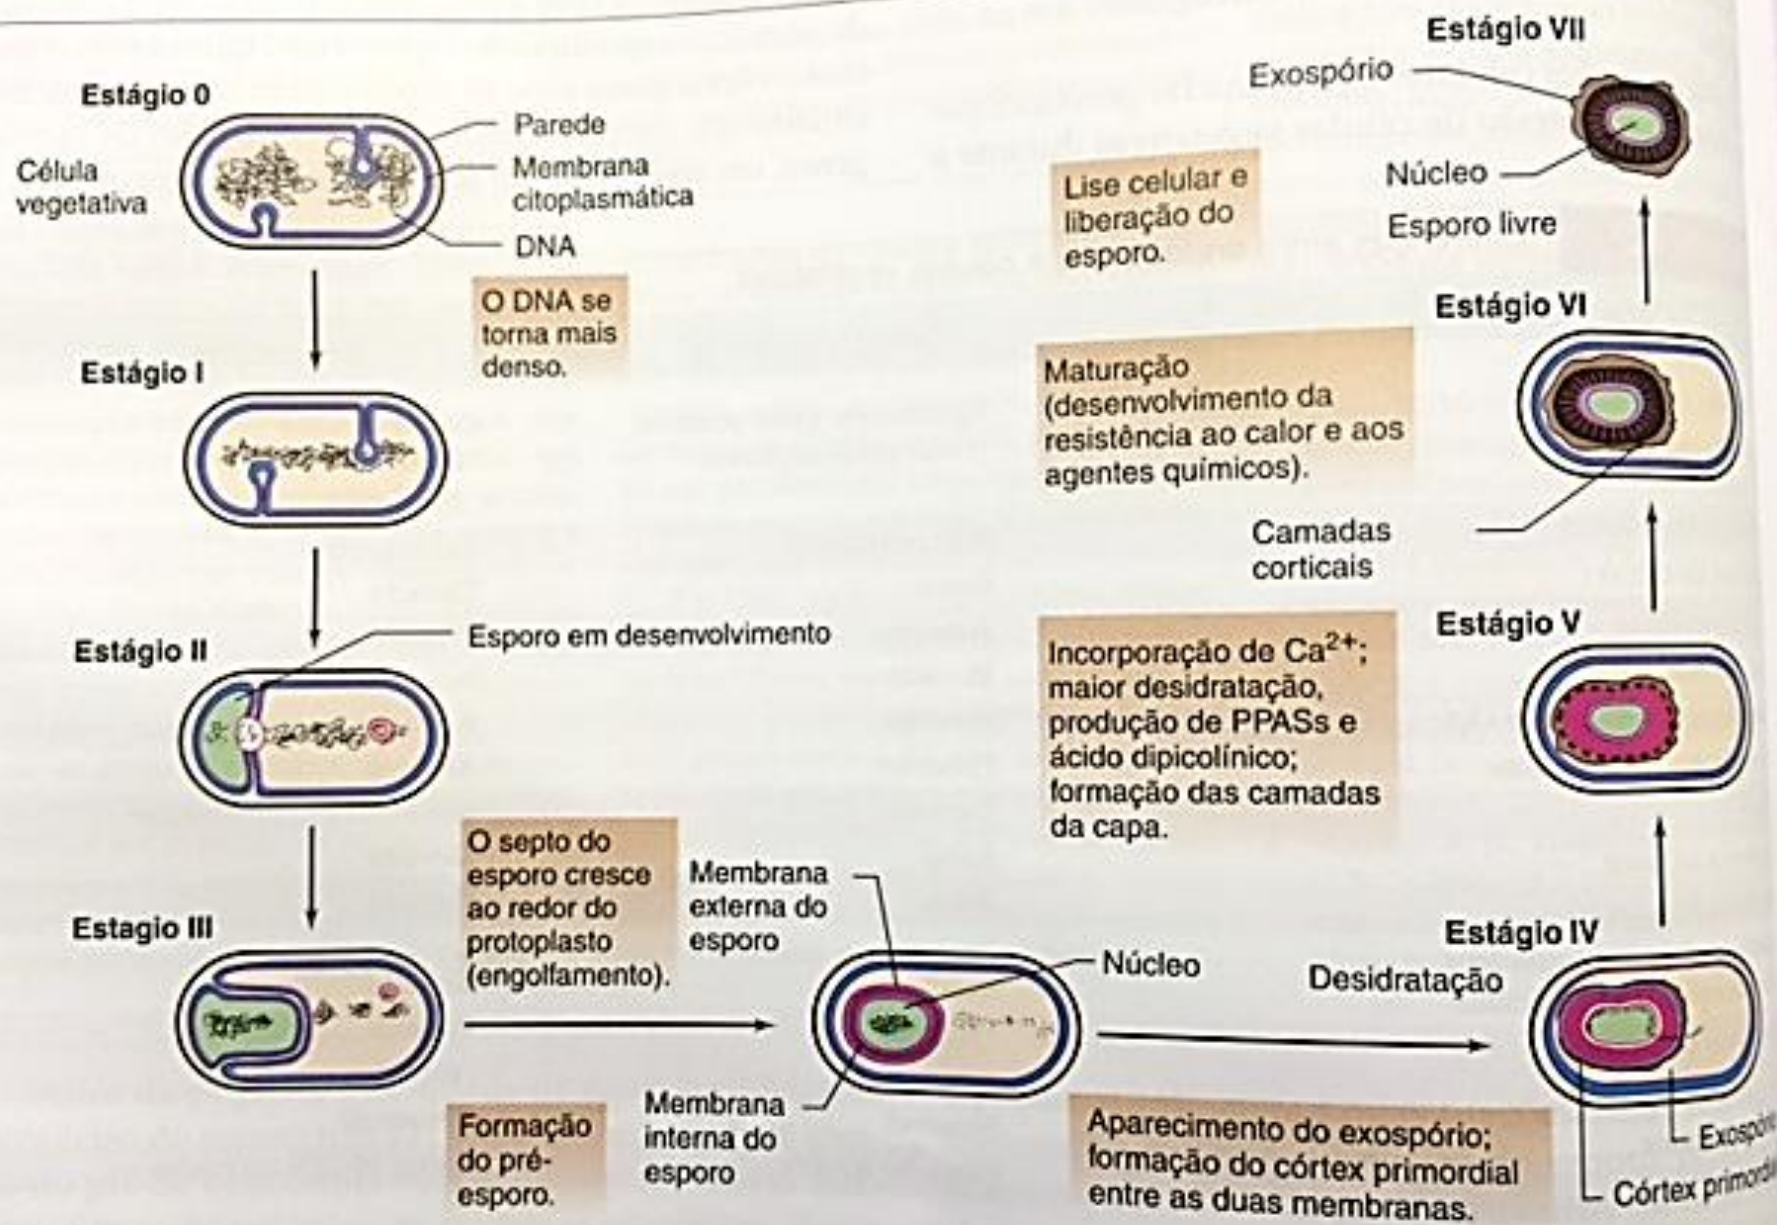 Estágio 0
Célula
vegetativa
Parede
Membrana
citoplasmática
DNA
O DNA se
torna mais
denso.
Estágio I
Estágio II
Esporo em desenvolvimento
Estagio III
O septo do
esporo cresce
ao redor do
protoplasto
(engolfamento).
Formação
do pré-
esporo.
Membrana
externa do
esporo
Núcleo
Membrana
interna do
esporo
Desidratação
Aparecimento do exospório;
formação do córtex primordial
entre as duas membranas.
Estágio IV
Córtex
Estágio V
Incorporação de Ca²⁺;
maior desidratação,
produção de PPASs e
ácido dipicolínico;
formação das camadas
da capa.
Estágio VI
Maturação
(desenvolvimento da
resistência ao calor e aos
agentes químicos).
Camadas
corticais
Estágio VII
Exospório
Núcleo
Esporo livre
Lise celular e
liberação do
esporo.